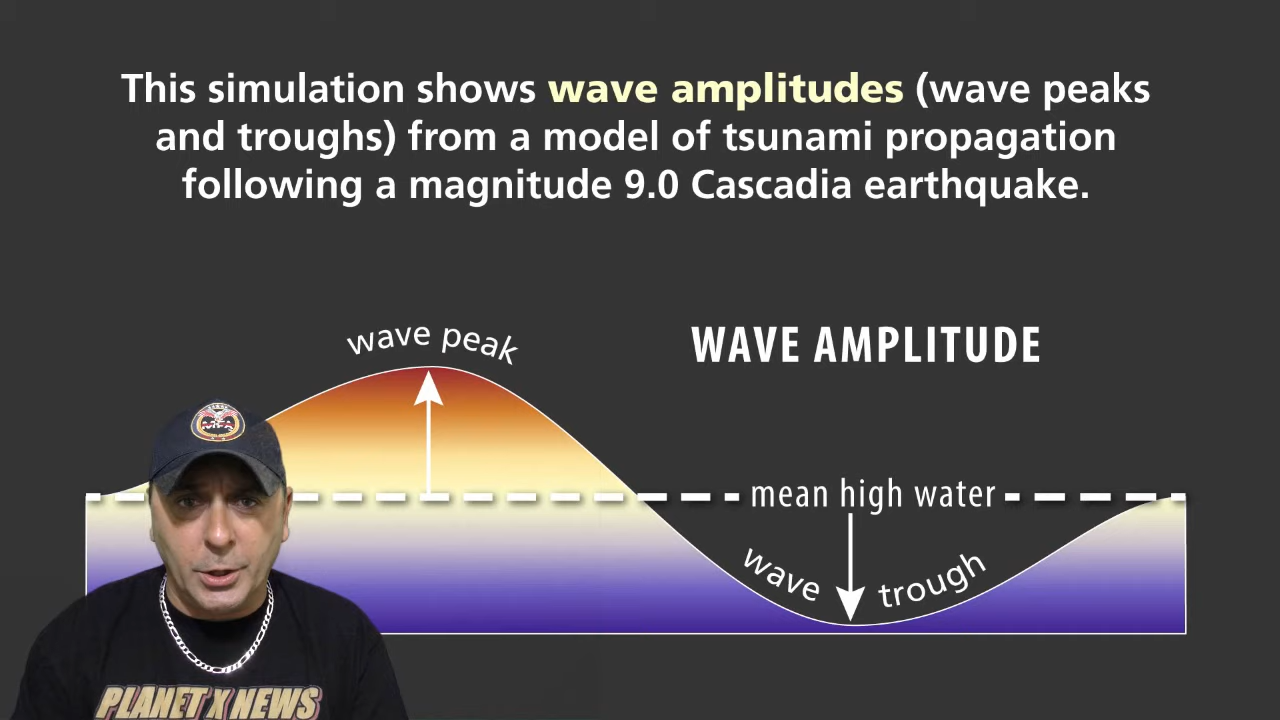 This simulation shows wave amplitudes (wave peaks
and troughs) from a model of tsunami propagation
following a magnitude 9.0 Cascadia earthquake.
wave peak
WAVE AMPLITUDE
mean high water
wave trough
PLANET X NEWS